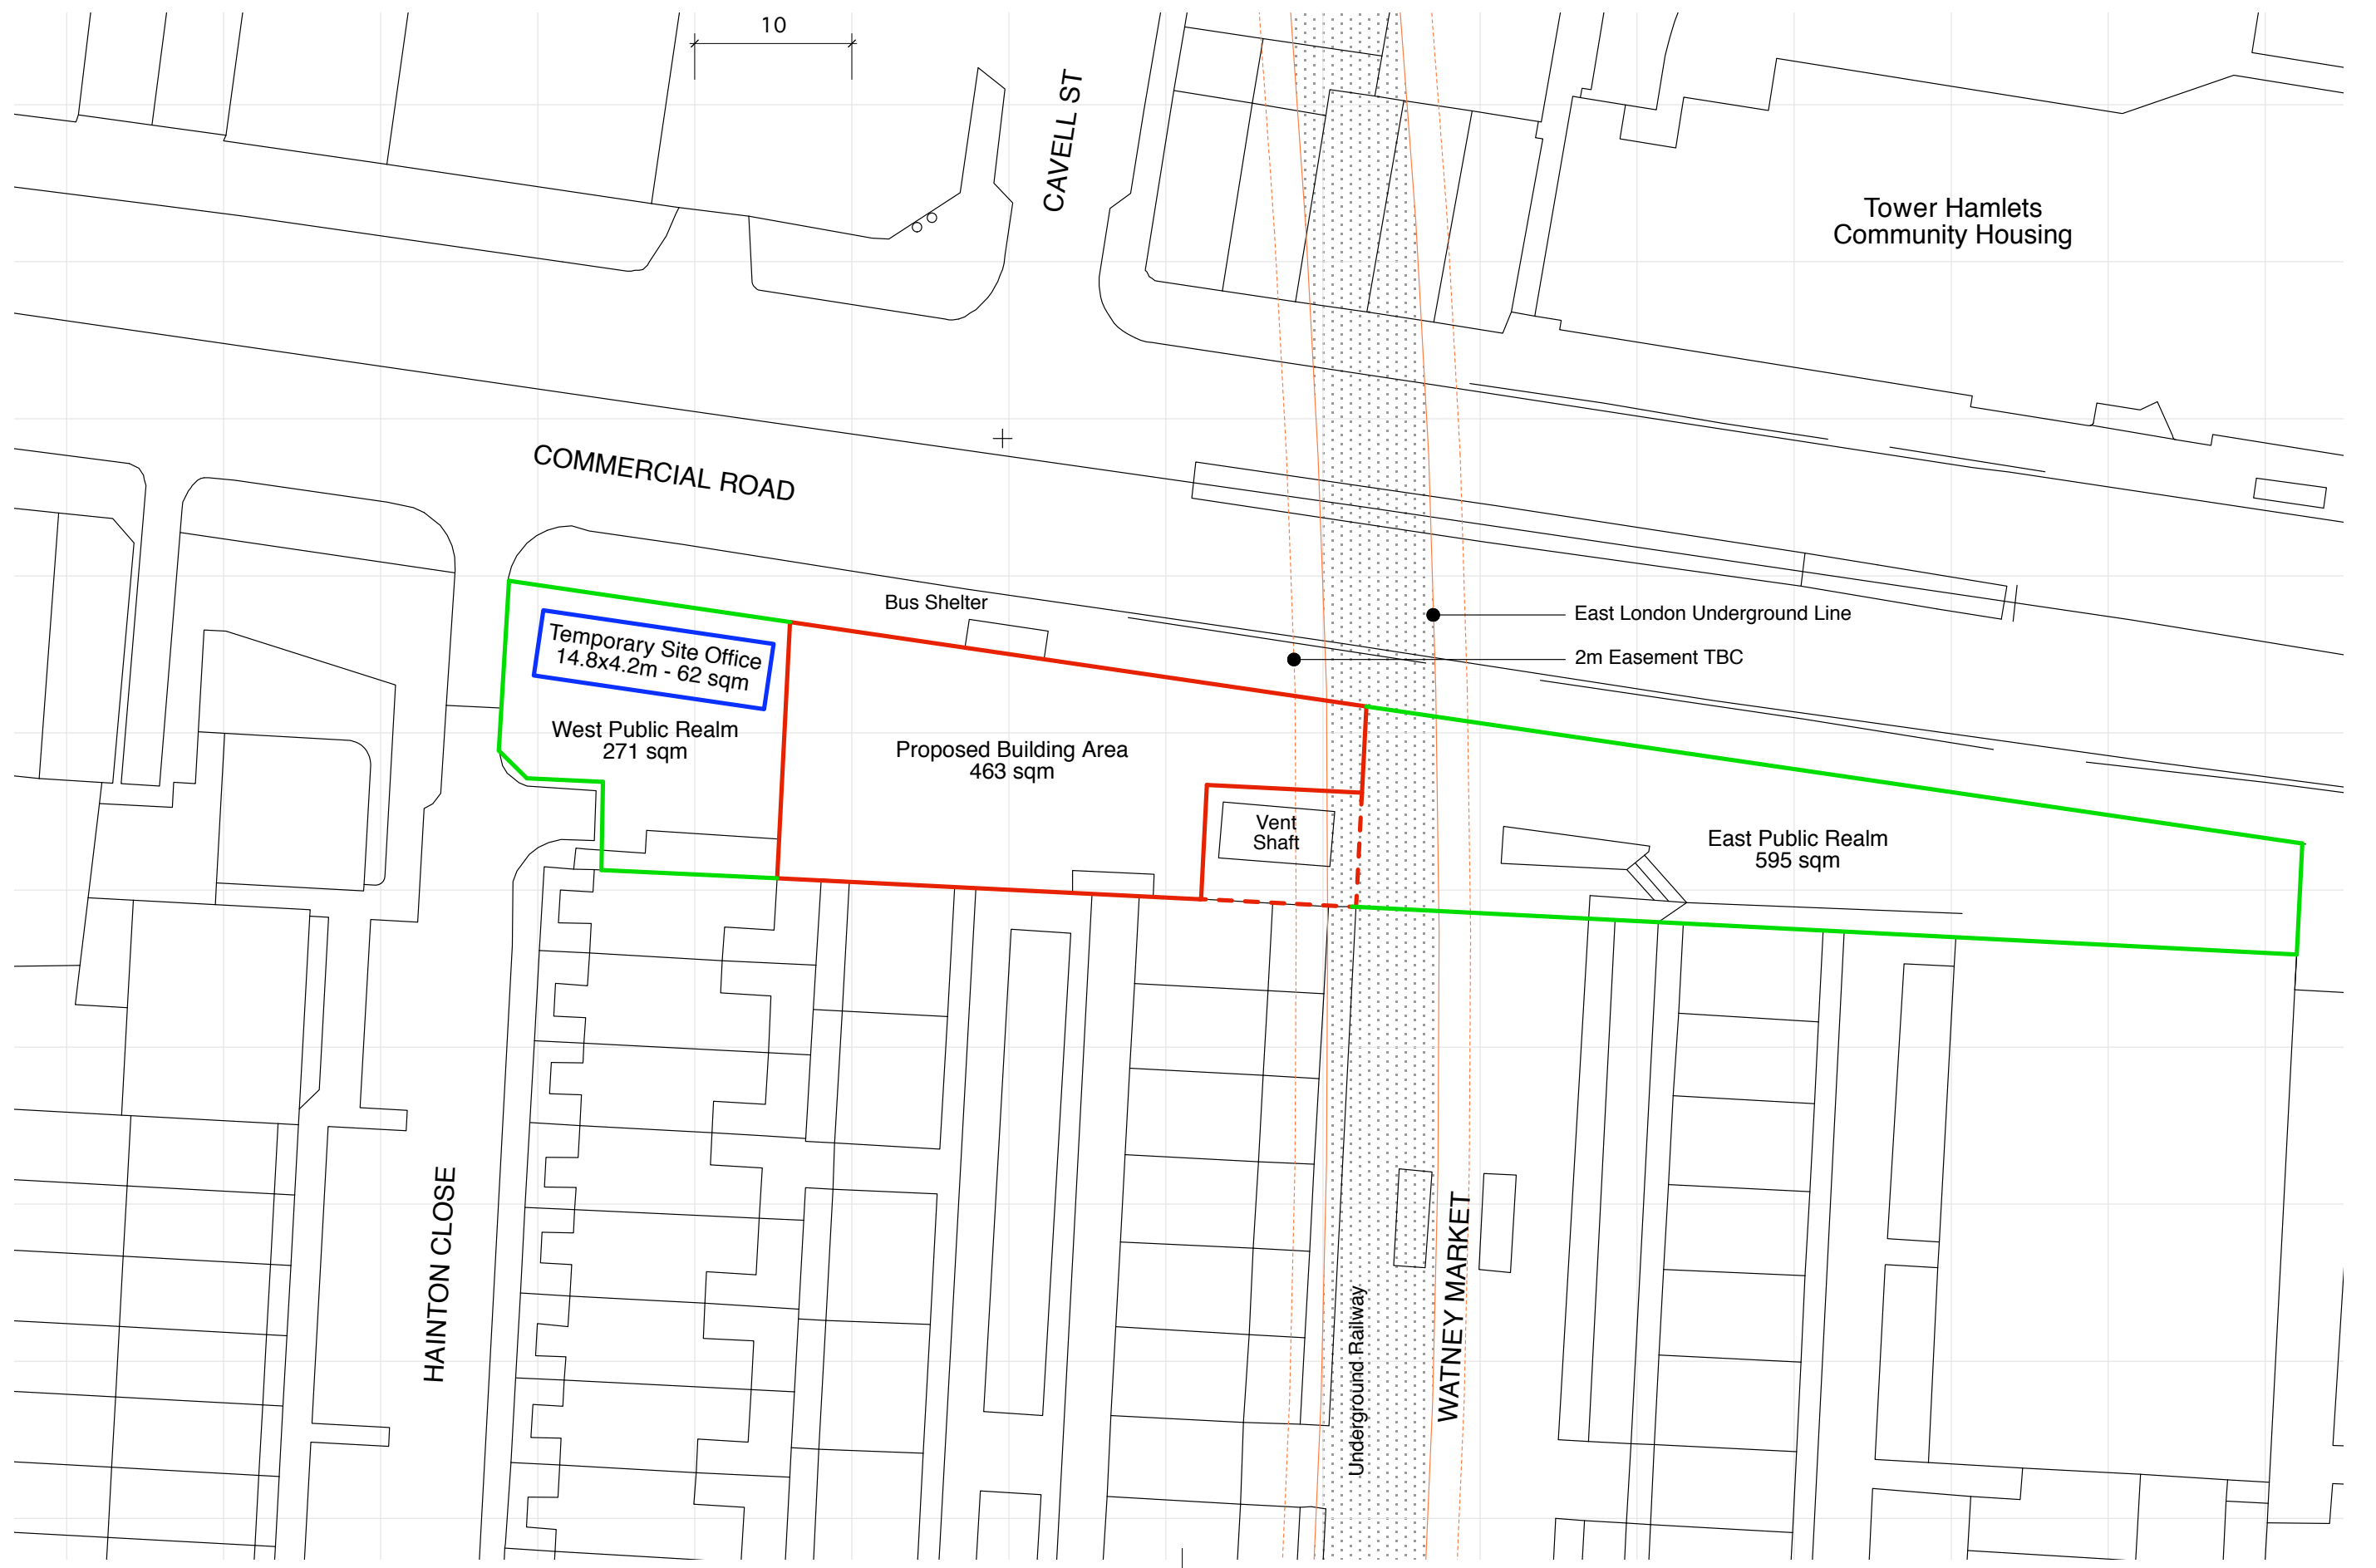 10
CAVELL ST
Tower Hamlets
Community Housing
COMMERCIAL ROAD
Bus Shelter
East London Underground Line
2m Easement TBC
Temporary Site Office
14.8x4.2m - 62 sqm
West Public Realm
271 sqm
Proposed Building Area
463 sqm
Vent
Shaft
East Public Realm
595 sqm
HAINTON CLOSE
Underground Railway
WATNEY MARKET